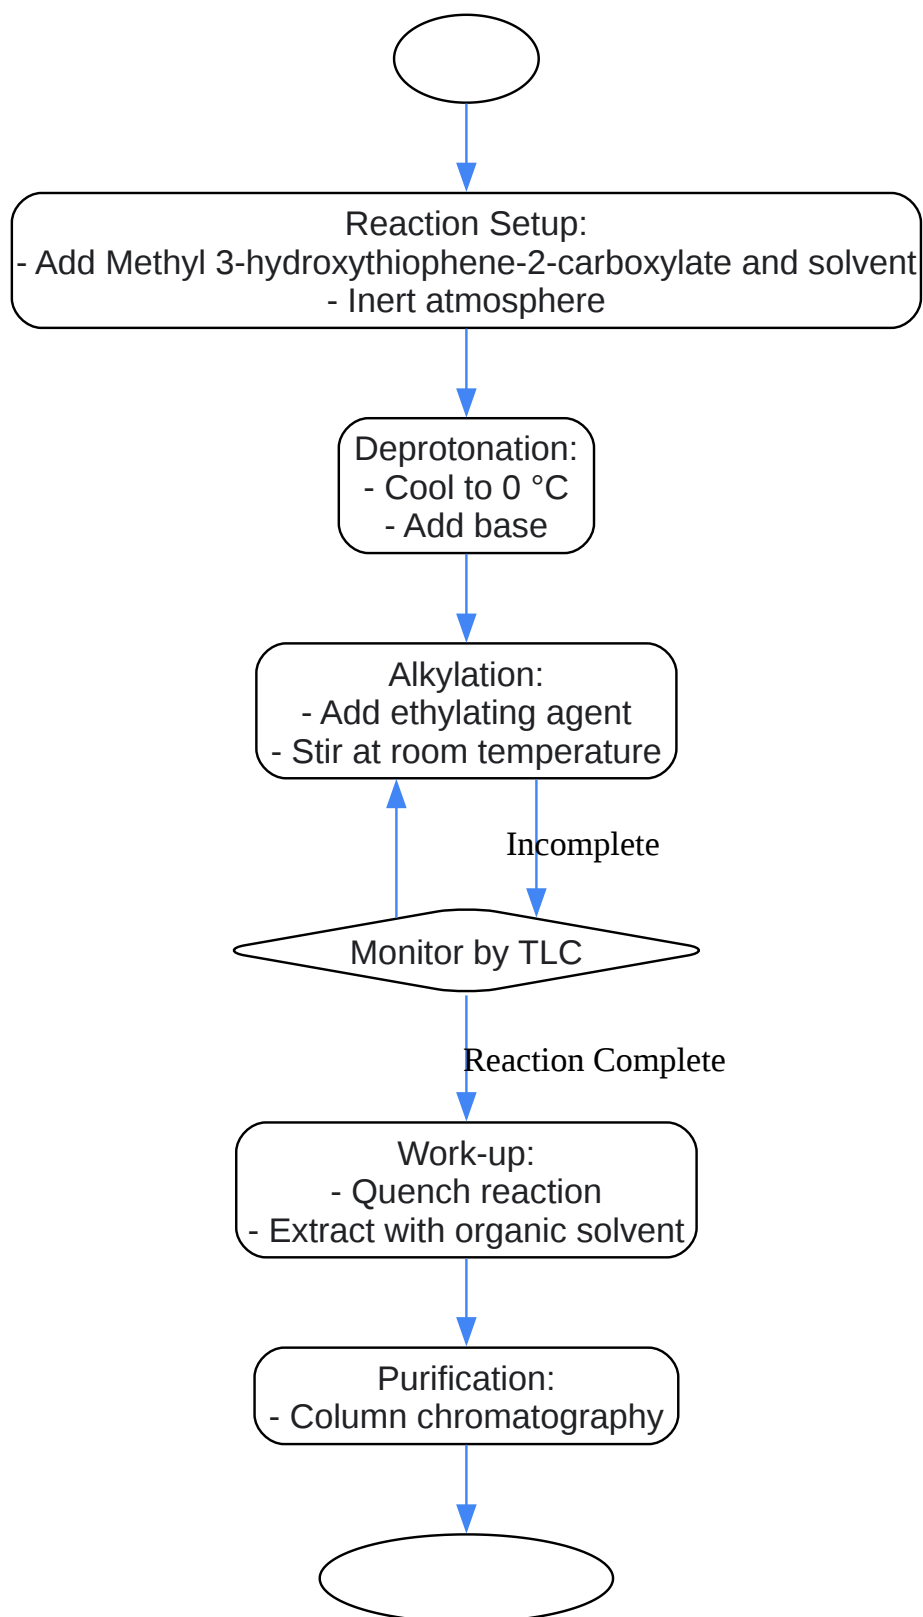 Reaction Setup:
- Add Methyl 3-hydroxythiophene-2-carboxylate and solvent
- Inert atmosphere
Deprotonation:
- Cool to 0 °C
- Add base
Alkylation:
- Add ethylating agent
- Stir at room temperature
Incomplete
Monitor by TLC
Reaction Complete
Work-up:
- Quench reaction
- Extract with organic solvent
Purification:
- Column chromatography